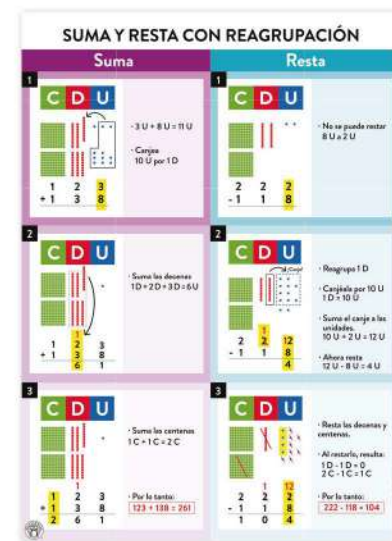 SUMA Y RESTA CON REAGRUPACIÓN
Suma
1
C D U
1 2 3
+ 1 3 8
· 3 U + 8 U = 11 U
· Canjea
10 U por 1 D
2
C D U
1
1 2 3
+ 1 3 8
6 1
· Suma las decenas
1 D + 2 D + 3 D = 6 U
3
C D U
1
1 2 3
+ 1 3 8
2 6 1
· Suma las centenas
1 C + 1 C = 2 C
· Por lo tanto:
123 + 138 = 261
Resta
1
C D U
2 2 2
- 1 1 8
· No se puede restar
8 U a 2 U
2
C D U
¡Canje!
1
2 2 12
- 1 1 8
4
· Reagrupa 1 D
· Canjéala por 10 U
1 D = 10 U
· Suma el canje a las
unidades.
10 U + 2 U = 12 U
· Ahora resta
12 U - 8 U = 4 U
3
C D U
1 12
2 2 2
- 1 1 8
1 0 4
· Resta las decenas y
centenas.
· Al restarlo, resulta:
1 D - 1 D = 0
2 C - 1 C = 1 C
· Por lo tanto:
222 - 118 = 104